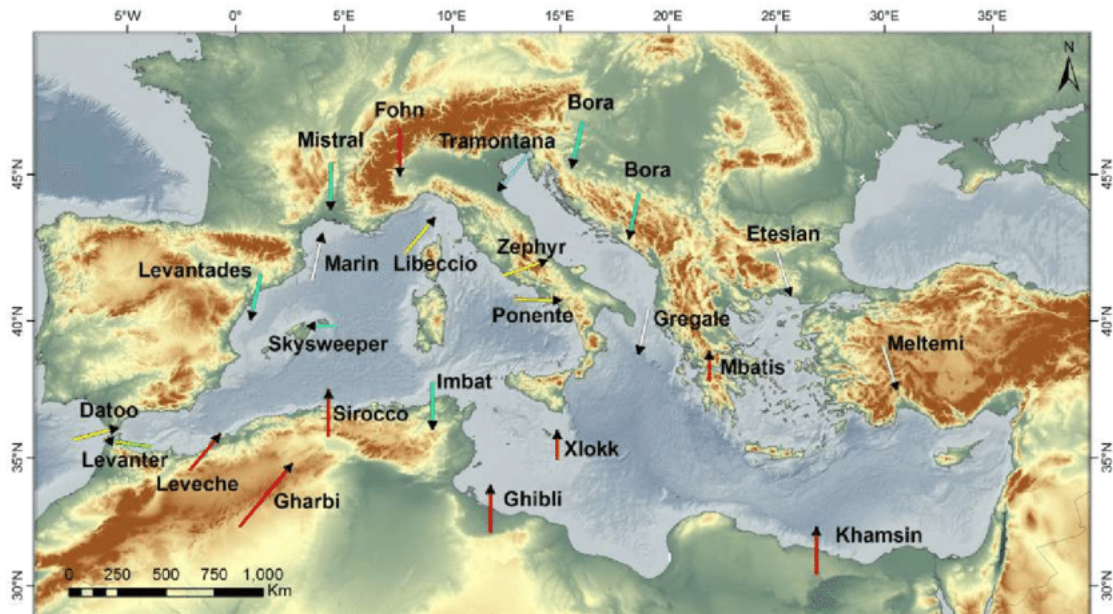 5°W 0° 5°E 10°E 15°E 20°E 25°E 30°E 35°E
N
Fohn
Bora
Mistral
Tramontana
45°N
45°N
Bora
Etesian
Zephyr
Levantades
Marin
Libeccio
Ponente
Gregale
40°N
40°N
Skysweeper
Meltemi
Mbatis
Imbat
Datoo
Sirocco
Levanter
Xlokk
35°N
35°N
Leveche
Gharbi
Ghibli
Khamsin
0 250 500 750 1,000
Km
30°N
30°N